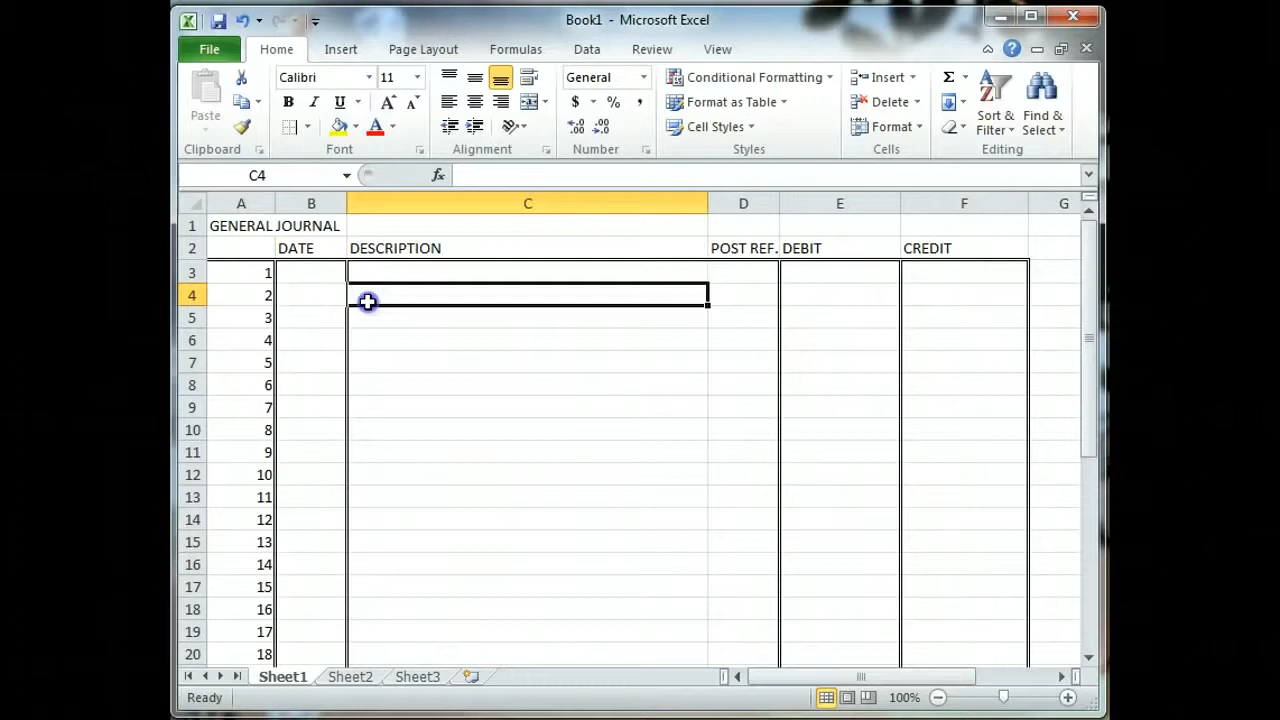 Book1 - Microsoft Excel
File Home Insert Page Layout Formulas Data Review View
Calibri 11 General Conditional Formatting Insert Σ
Paste B I U A A $ % , Format as Table Delete Sort & Filter Find & Select
A .00 .0 Cell Styles Format
Clipboard Font Alignment Number Styles Cells Editing
C4 fx
A B C D E F G
1 GENERAL JOURNAL
2 DATE DESCRIPTION POST REF. DEBIT CREDIT
3 1
4 2
5 3
6 4
7 5
8 6
9 7
10 8
11 9
12 10
13 11
14 12
15 13
16 14
17 15
18 16
19 17
20 18
Sheet1 Sheet2 Sheet3
Ready 100%